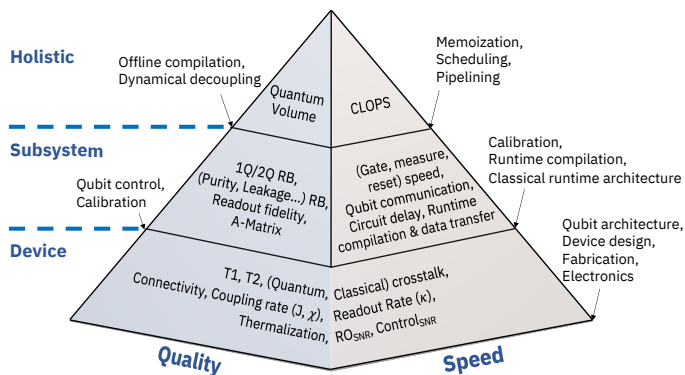 Holistic
Offline compilation,
Dynamical decoupling
Memoization,
Scheduling,
Pipelining
Quantum
Volume
CLOPS
Subsystem
Qubit control,
Calibration
1Q/2Q RB,
(Purity, Leakage...) RB,
Readout fidelity,
A-Matrix
(Gate, measure,
reset) speed,
Qubit communication,
Circuit delay, Runtime
compilation & data transfer
Calibration,
Runtime compilation,
Classical runtime architecture
Device
T1, T2, (Quantum, Classical) crosstalk,
Connectivity, Coupling rate (J, χ), Readout Rate (κ)
Thermalization, RO_SNR, Control_SNR
Qubit architecture,
Device design,
Fabrication,
Electronics
Quality
Speed